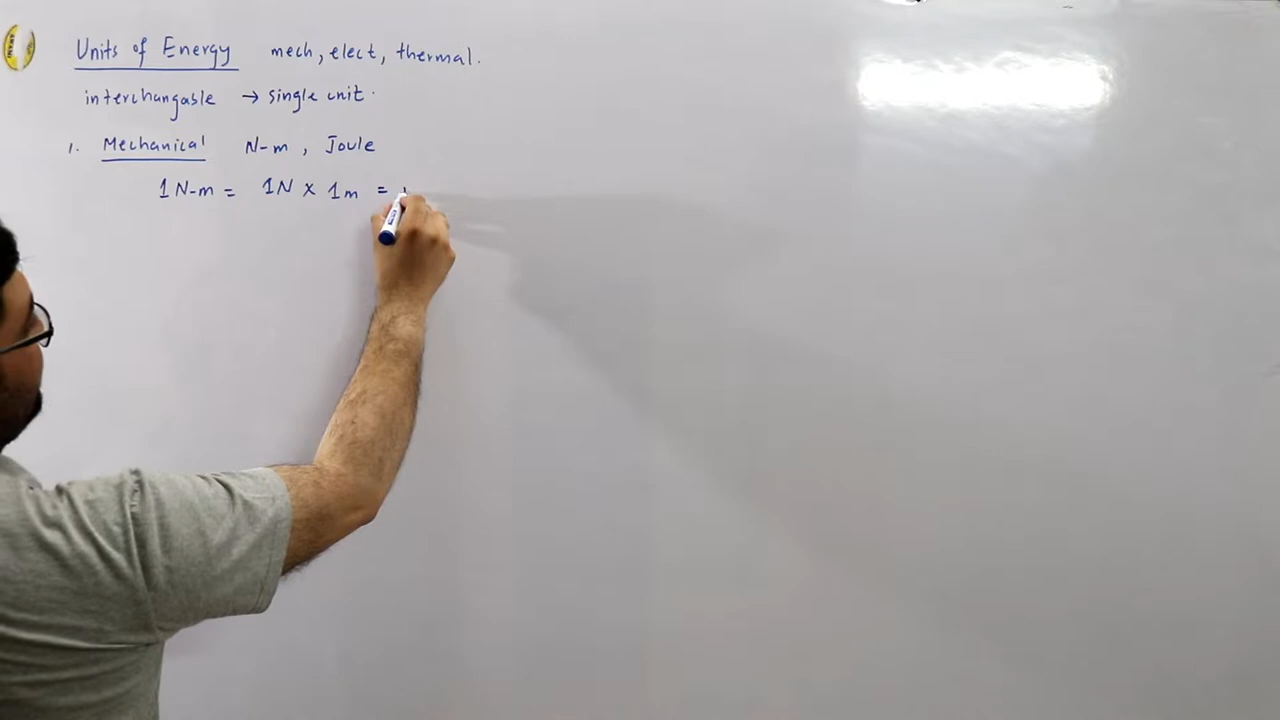 Units of Energy mech, elect, thermal.
interchangable → single unit.
1. Mechanical N-m, Joule
1 N-m = 1N x 1m =